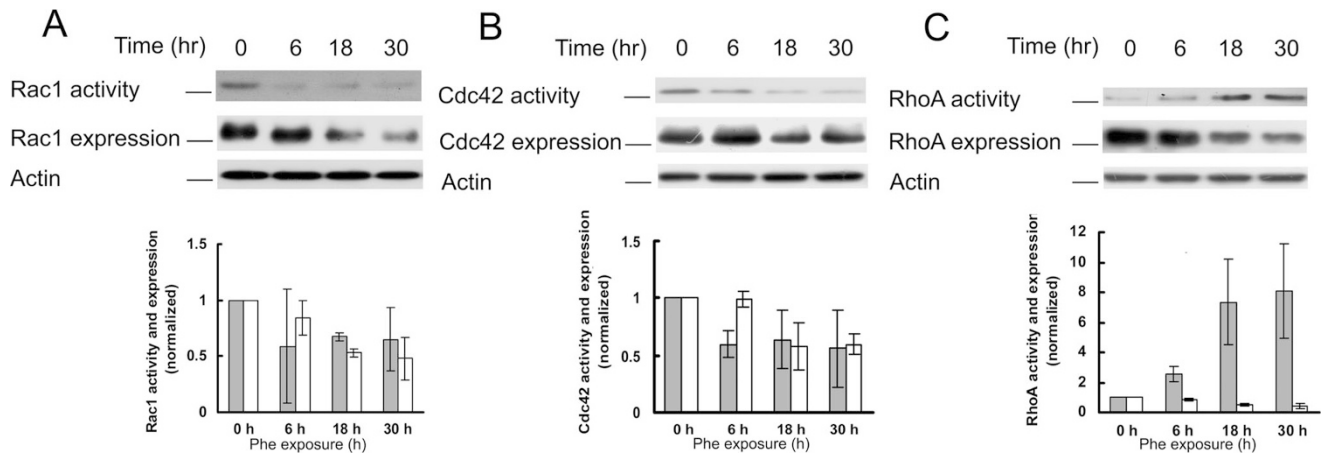 A
Time (hr) 0 6 18 30
Rac1 activity
Rac1 expression
Actin
Rac1 activity and expression
(normalized)
1.5
1
0.5
0
0 h 6 h 18 h 30 h
Phe exposure (h)
B
Time (hr) 0 6 18 30
Cdc42 activity
Cdc42 expression
Actin
Cdc42 activity and expression
(normalized)
1.5
1
0.5
0
0 h 6 h 18 h 30 h
Phe exposure (h)
C
Time (hr) 0 6 18 30
RhoA activity
RhoA expression
Actin
RhoA activity and expression
(normalized)
12
10
8
6
4
2
0
0 h 6 h 18 h 30 h
Phe exposure (h)